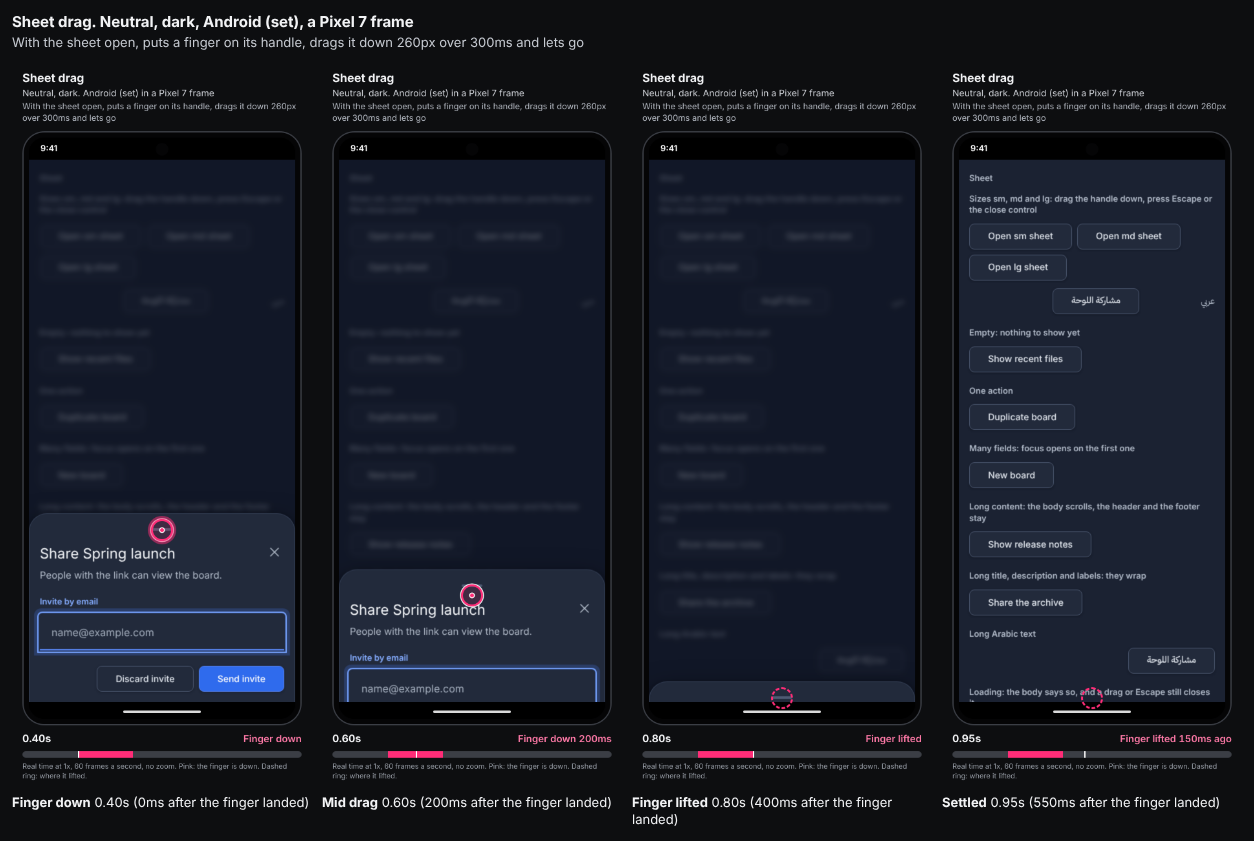 Sheet drag. Neutral, dark, Android (set), a Pixel 7 frame
With the sheet open, puts a finger on its handle, drags it down 260px over 300ms and lets go
Sheet drag
Neutral, dark. Android (set) in a Pixel 7 frame
With the sheet open, puts a finger on its handle, drags it down 260px
over 300ms and lets go
9:41
Share Spring launch
People with the link can view the board.
Invite by email
name@example.com
Discard invite
Send invite
0.40s
Finger down
Real time at 1x, 60 frames a second, no zoom. Pink: the finger is down. Dashed
ring: where it lifted.
Finger down 0.40s (0ms after the finger landed)
Sheet drag
Neutral, dark. Android (set) in a Pixel 7 frame
With the sheet open, puts a finger on its handle, drags it down 260px
over 300ms and lets go
9:41
Share Spring launch
People with the link can view the board.
Invite by email
name@example.com
0.60s
Finger down 200ms
Real time at 1x, 60 frames a second, no zoom. Pink: the finger is down. Dashed
ring: where it lifted.
Mid drag 0.60s (200ms after the finger landed)
Sheet drag
Neutral, dark. Android (set) in a Pixel 7 frame
With the sheet open, puts a finger on its handle, drags it down 260px
over 300ms and lets go
9:41
0.80s
Finger lifted
Real time at 1x, 60 frames a second, no zoom. Pink: the finger is down. Dashed
ring: where it lifted.
Finger lifted 0.80s (400ms after the finger
landed)
Sheet drag
Neutral, dark. Android (set) in a Pixel 7 frame
With the sheet open, puts a finger on its handle, drags it down 260px
over 300ms and lets go
9:41
Sheet
Sizes sm, md and lg: drag the handle down, press Escape or
the close control
Open sm sheet
Open md sheet
Open lg sheet
مشاركة اللوحة
عربي
Empty: nothing to show yet
Show recent files
One action
Duplicate board
Many fields: focus opens on the first one
New board
Long content: the body scrolls, the header and the footer
stay
Show release notes
Long title, description and labels: they wrap
Share the archive
Long Arabic text
مشاركة اللوحة
Loading: the body says so, and a drag or Escape still closes
0.95s
Finger lifted 150ms ago
Real time at 1x, 60 frames a second, no zoom. Pink: the finger is down. Dashed
ring: where it lifted.
Settled 0.95s (550ms after the finger landed)